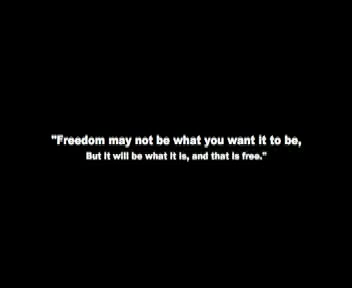 "Freedom may not be what you want it to be,
But it will be what it is, and that is free."